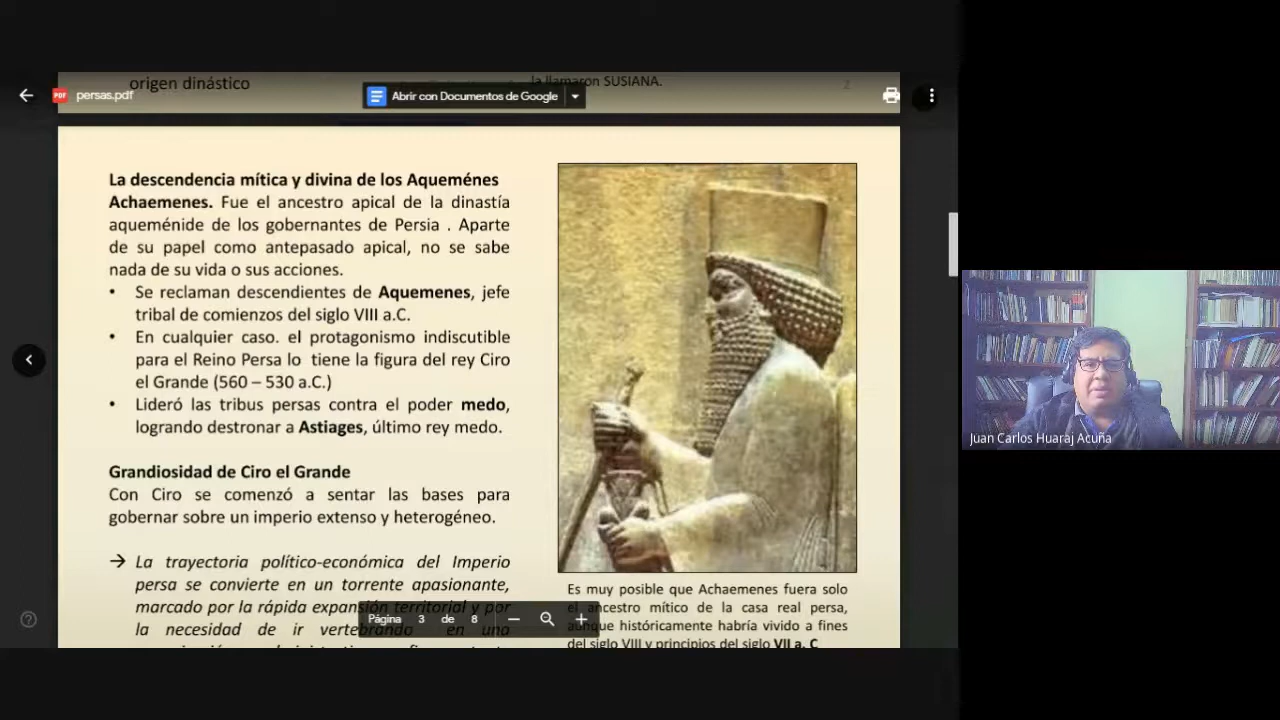 origen dinástico
la llamaron SUSIANA.
2
PDF
persas.pdf
Abrir con Documentos de Google
La descendencia mítica y divina de los Aqueménes
Achaemenes. Fue el ancestro apical de la dinastía
aqueménide de los gobernantes de Persia . Aparte
de su papel como antepasado apical, no se sabe
nada de su vida o sus acciones.
• Se reclaman descendientes de Aquemenes, jefe
tribal de comienzos del siglo VIII a.C.
• En cualquier caso. el protagonismo indiscutible
para el Reino Persa lo tiene la figura del rey Ciro
el Grande (560 – 530 a.C.)
• Lideró las tribus persas contra el poder medo,
logrando destronar a Astiages, último rey medo.
Grandiosidad de Ciro el Grande
Con Ciro se comenzó a sentar las bases para
gobernar sobre un imperio extenso y heterogéneo.
→ La trayectoria político-económica del Imperio
persa se convierte en un torrente apasionante,
marcado por la rápida expansión territorial y por
la necesidad de ir vertebrando en una
Es muy posible que Achaemenes fuera solo
el ancestro mítico de la casa real persa,
aunque históricamente habría vivido a fines
del siglo VIII y principios del siglo VII a. C
Página 3 de 8
Juan Carlos Huaraj Acuña